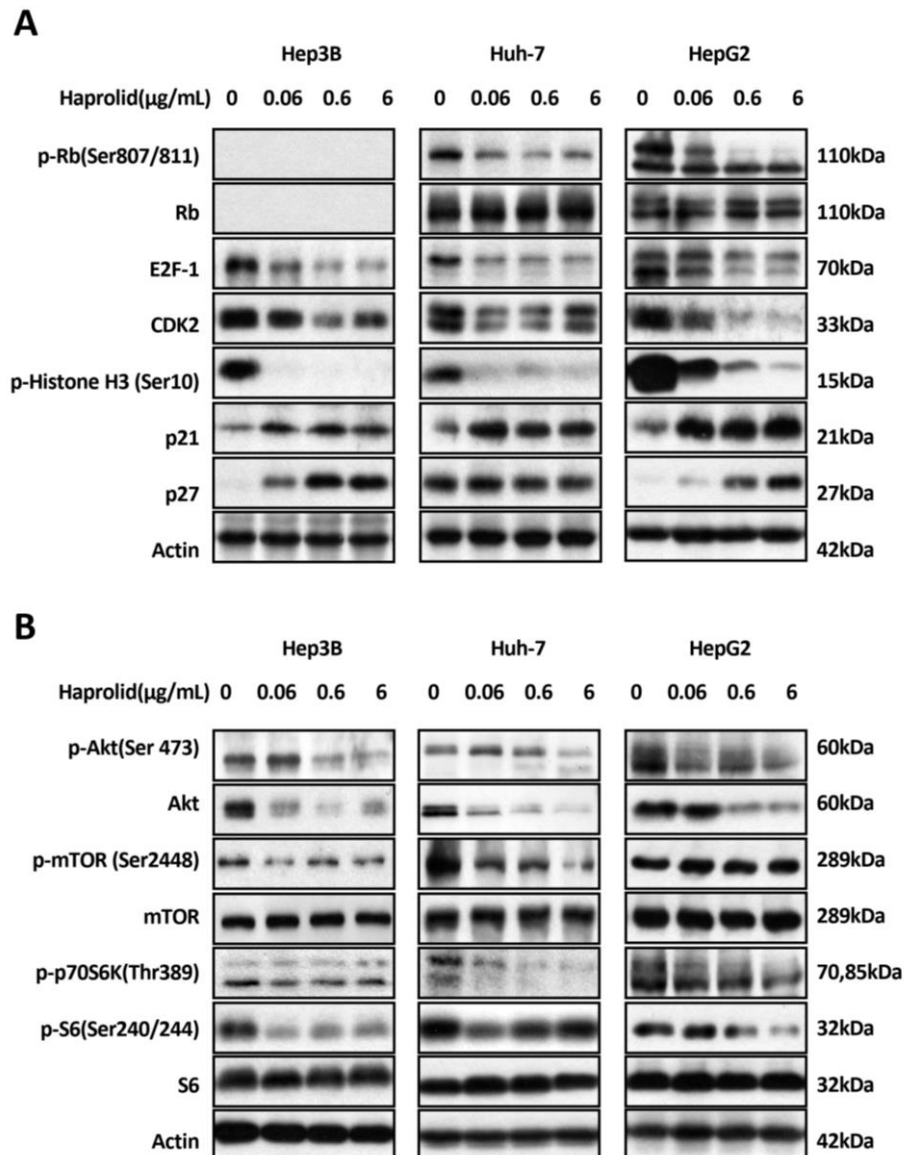 A
Hep3B Huh-7 HepG2
Haprolid(μg/mL) 0 0.06 0.6 6 0 0.06 0.6 6 0 0.06 0.6 6
p-Rb(Ser807/811) 110kDa
Rb 110kDa
E2F-1 70kDa
CDK2 33kDa
p-Histone H3 (Ser10) 15kDa
p21 21kDa
p27 27kDa
Actin 42kDa
B
Hep3B Huh-7 HepG2
Haprolid(μg/mL) 0 0.06 0.6 6 0 0.06 0.6 6 0 0.06 0.6 6
p-Akt(Ser 473) 60kDa
Akt 60kDa
p-mTOR (Ser2448) 289kDa
mTOR 289kDa
p-p70S6K(Thr389) 70,85kDa
p-S6(Ser240/244) 32kDa
S6 32kDa
Actin 42kDa